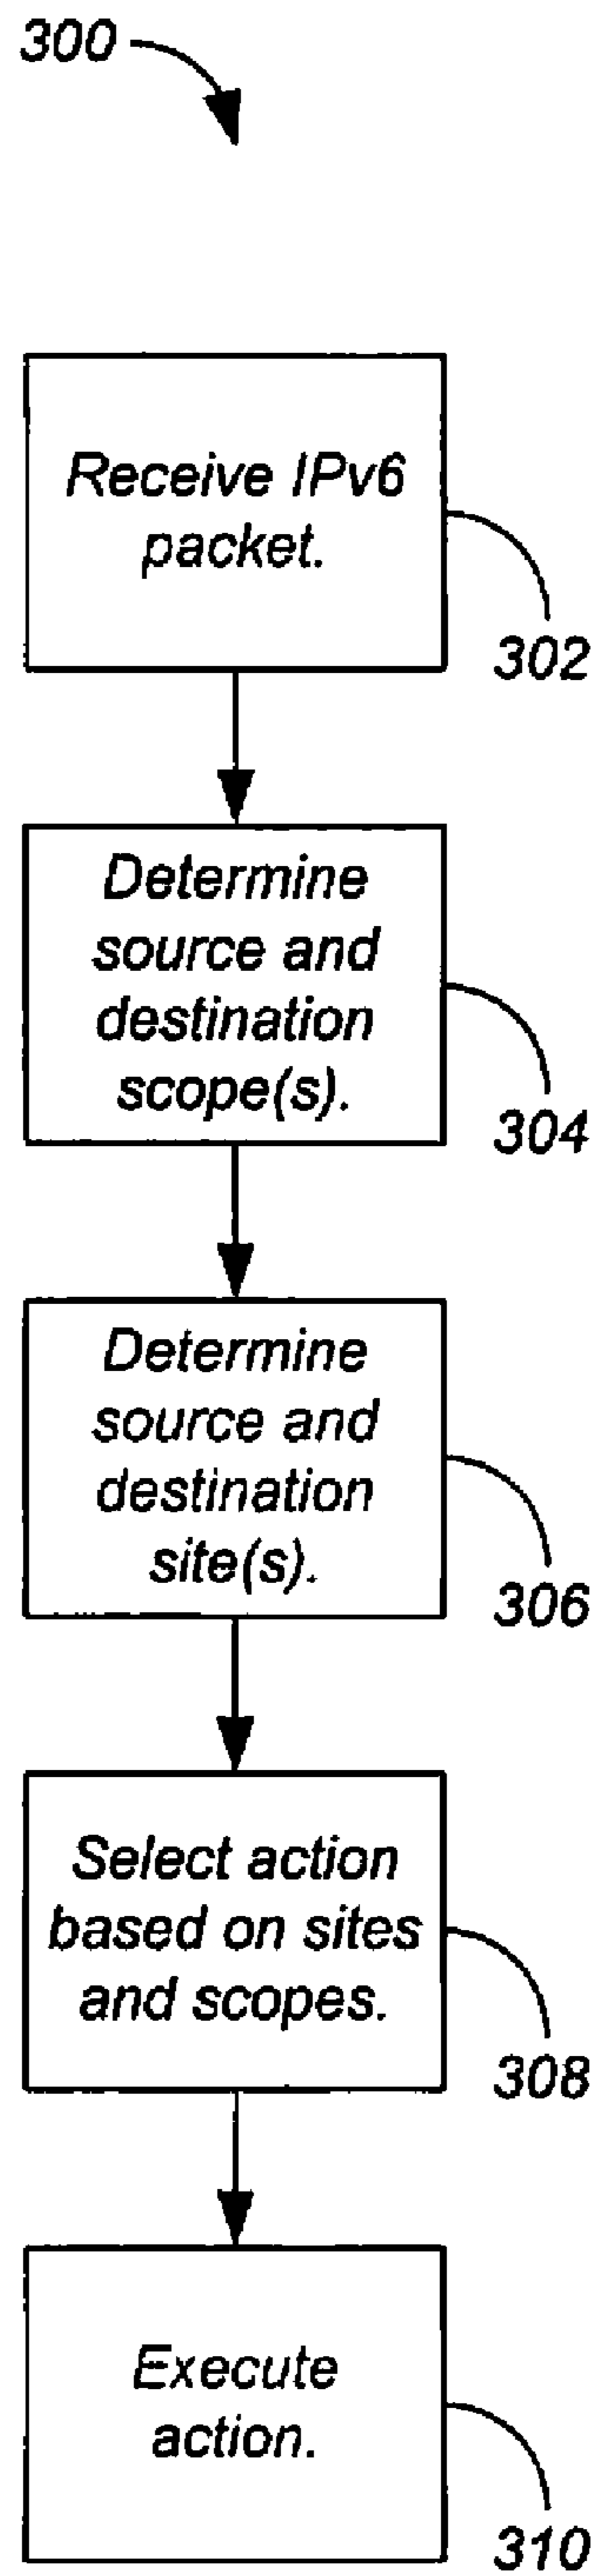 300
Receive IPv6
packet.
302
Determine
source and
destination
scope(s).
304
Determine
source and
destination
site(s).
306
Select action
based on sites
and scopes.
308
Execute
action.
310